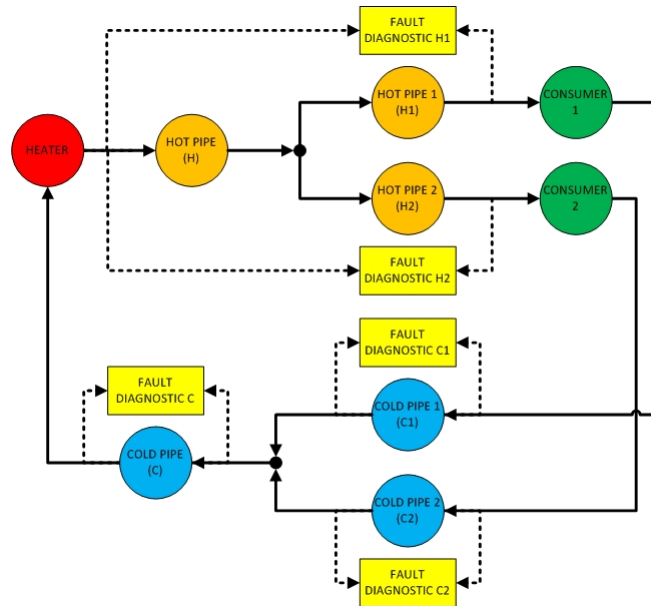 FAULT
DIAGNOSTIC H1
HOT PIPE 1
(H1)
CONSUMER
1
HEATER
HOT PIPE
(H)
HOT PIPE 2
(H2)
CONSUMER
2
FAULT
DIAGNOSTIC H2
FAULT
DIAGNOSTIC C1
FAULT
DIAGNOSTIC C
COLD PIPE 1
(C1)
COLD PIPE
(C)
COLD PIPE 2
(C2)
FAULT
DIAGNOSTIC C2